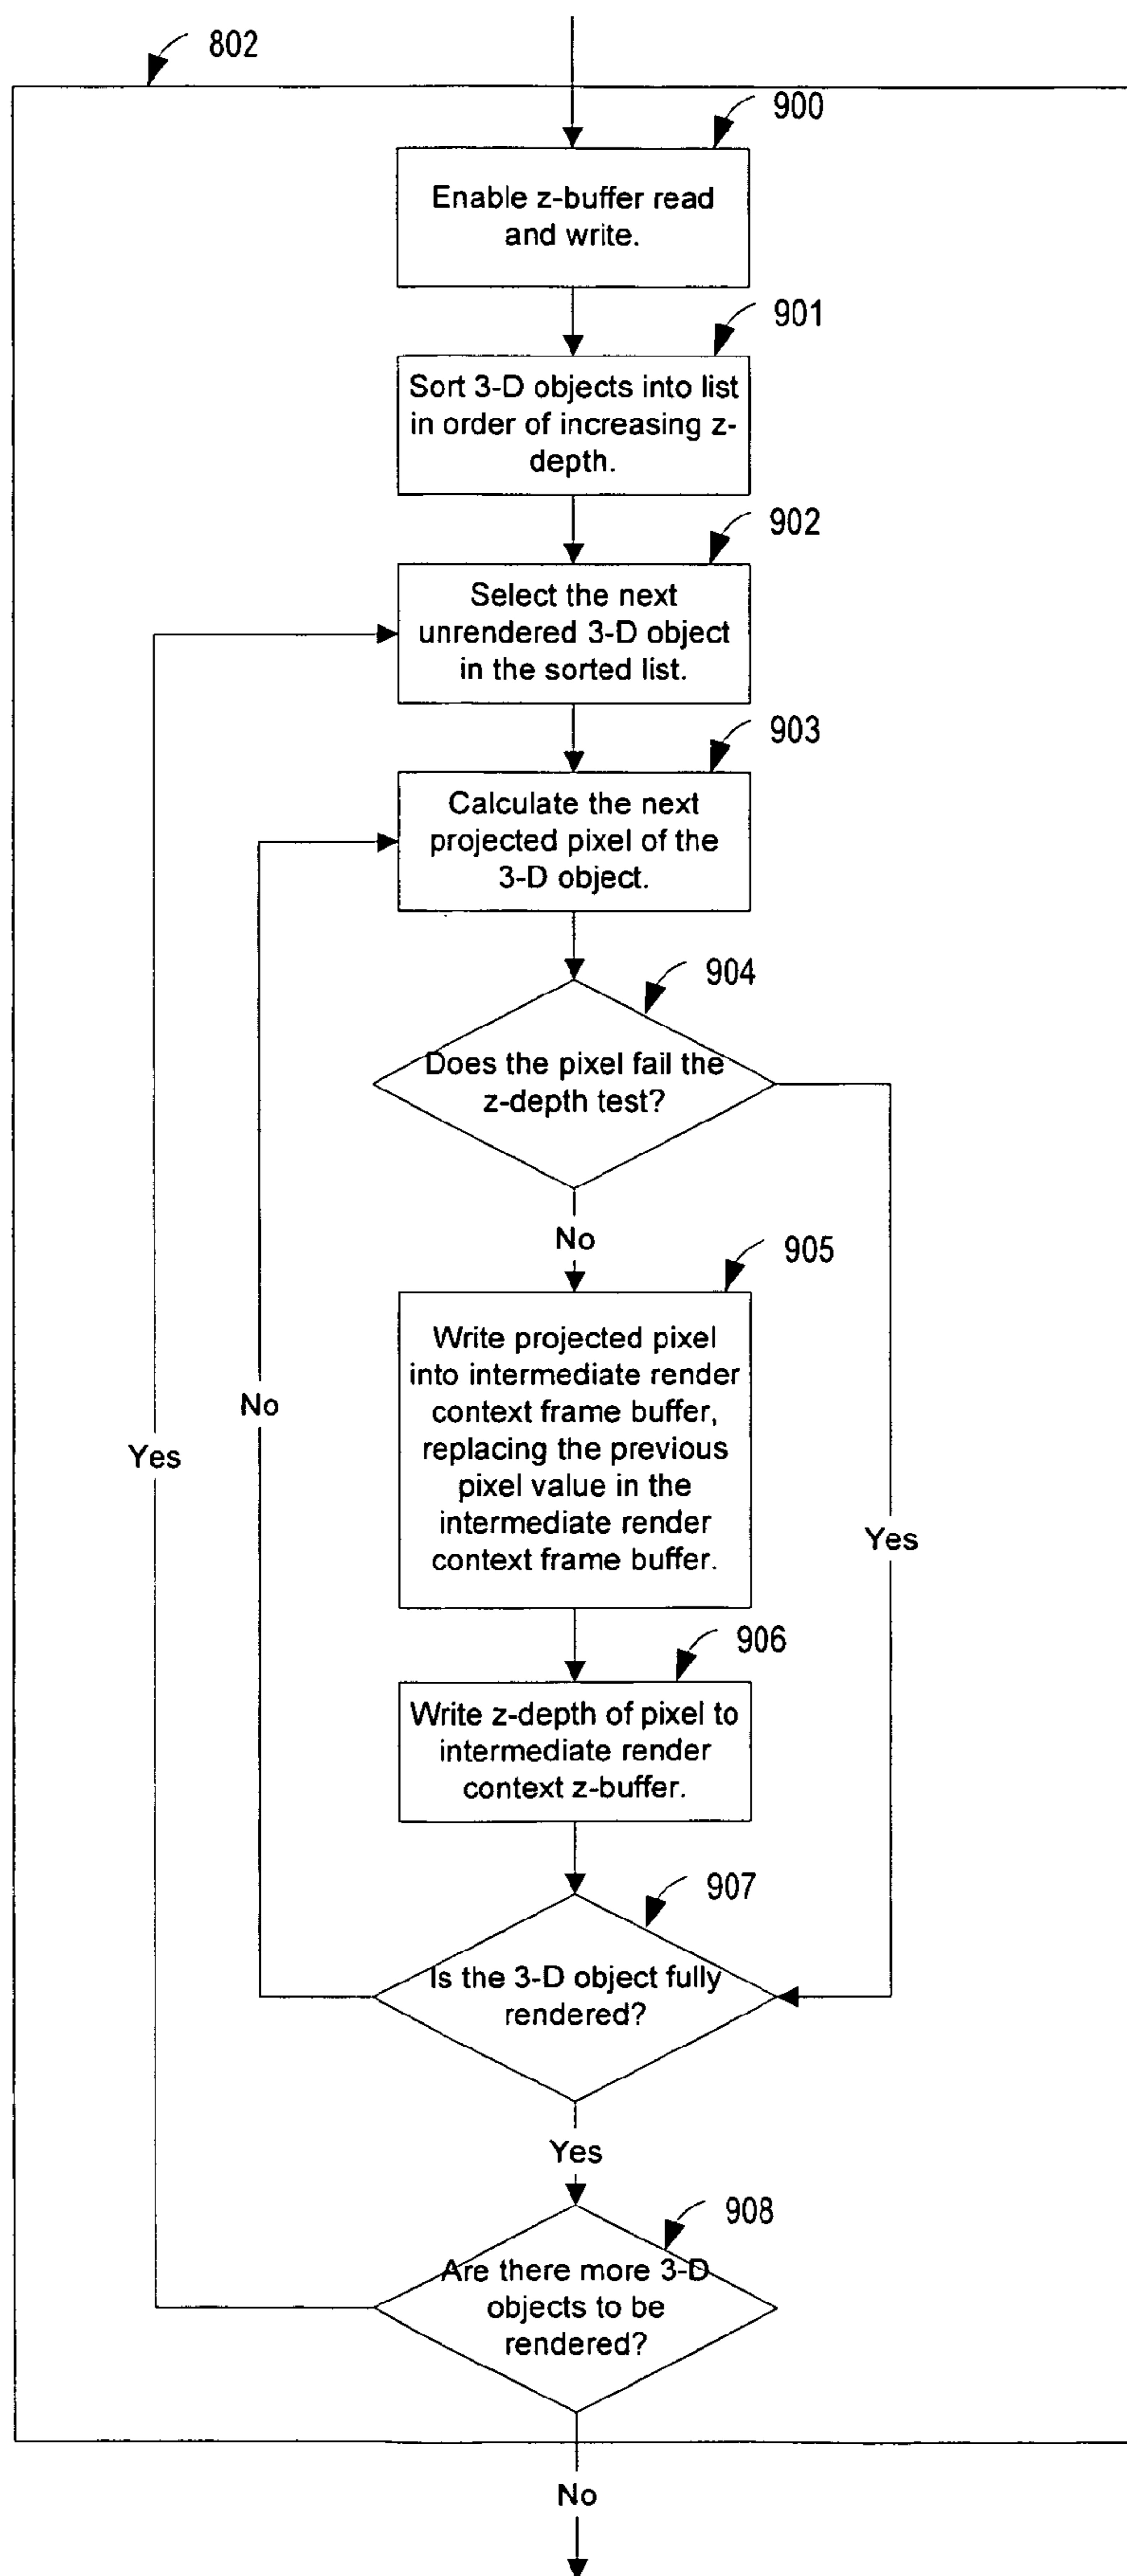 802
900
Enable z-buffer read
and write.
901
Sort 3-D objects into list
in order of increasing z-
depth.
902
Select the next
unrendered 3-D object
in the sorted list.
903
Calculate the next
projected pixel of the
3-D object.
904
Does the pixel fail the
z-depth test?
No
905
Write projected pixel
into intermediate render
context frame buffer,
replacing the previous
pixel value in the
intermediate render
context frame buffer.
No
Yes
Yes
906
Write z-depth of pixel to
intermediate render
context z-buffer.
907
Is the 3-D object fully
rendered?
Yes
908
Are there more 3-D
objects to be
rendered?
No